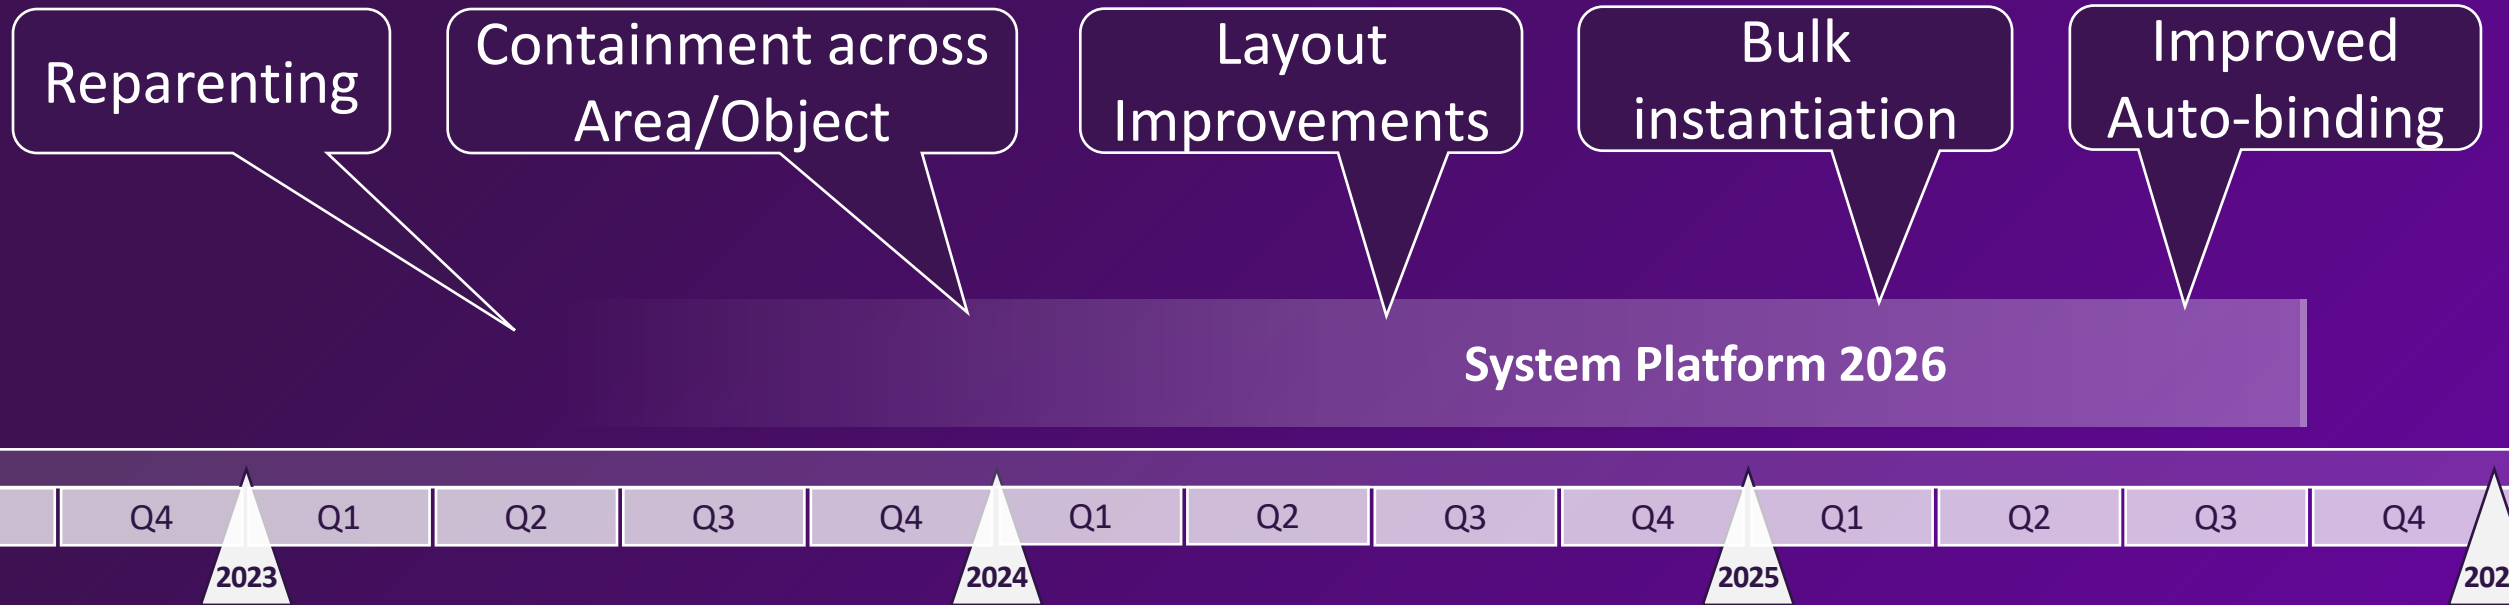 Reparenting
Containment across
Area/Object
Layout
Improvements
Bulk
instantiation
Improved
Auto-binding
System Platform 2026
Q4
Q1
Q2
Q3
Q4
Q1
Q2
Q3
Q4
Q1
Q2
Q3
Q4
2023
2024
2025
202